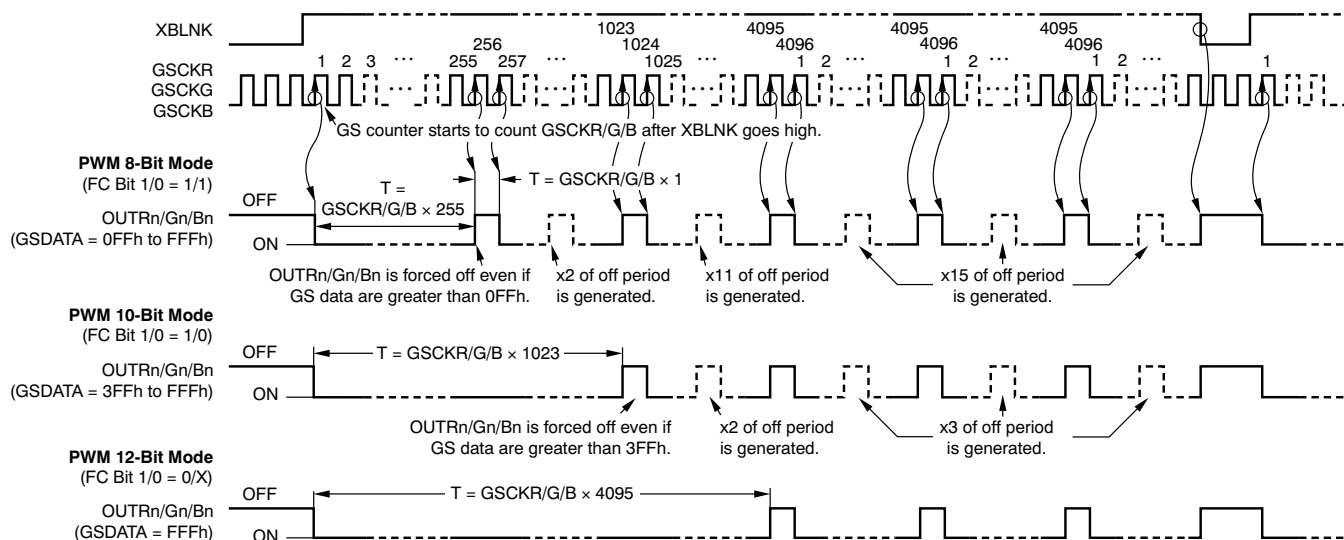 XBLNK
1023 4095 4095 4095
256 1024 4096 4096 4096
GSCKR 1 2 3 ··· 255 257 ··· 1025 ··· 1 2 ··· 1 2 ··· 1 2 ··· 1
GSCKG ··· ··· ··· ··· ··· ···
GSCKB
GS counter starts to count GSCKR/G/B after XBLNK goes high.
PWM 8-Bit Mode
(FC Bit 1/0 = 1/1)
T =
GSCKR/G/B × 255
T = GSCKR/G/B × 1
OFF
OUTRn/Gn/Bn
(GSDATA = 0FFh to FFFh)
ON
OUTRn/Gn/Bn is forced off even if
GS data are greater than 0FFh.
x2 of off period
is generated.
x11 of off period
is generated.
x15 of off period
is generated.
PWM 10-Bit Mode
(FC Bit 1/0 = 1/0)
OFF
T = GSCKR/G/B × 1023
OUTRn/Gn/Bn
(GSDATA = 3FFh to FFFh)
ON
OUTRn/Gn/Bn is forced off even if
GS data are greater than 3FFh.
x2 of off period
is generated.
x3 of off period
is generated.
PWM 12-Bit Mode
(FC Bit 1/0 = 0/X)
OFF
T = GSCKR/G/B × 4095
OUTRn/Gn/Bn
(GSDATA = FFFh)
ON